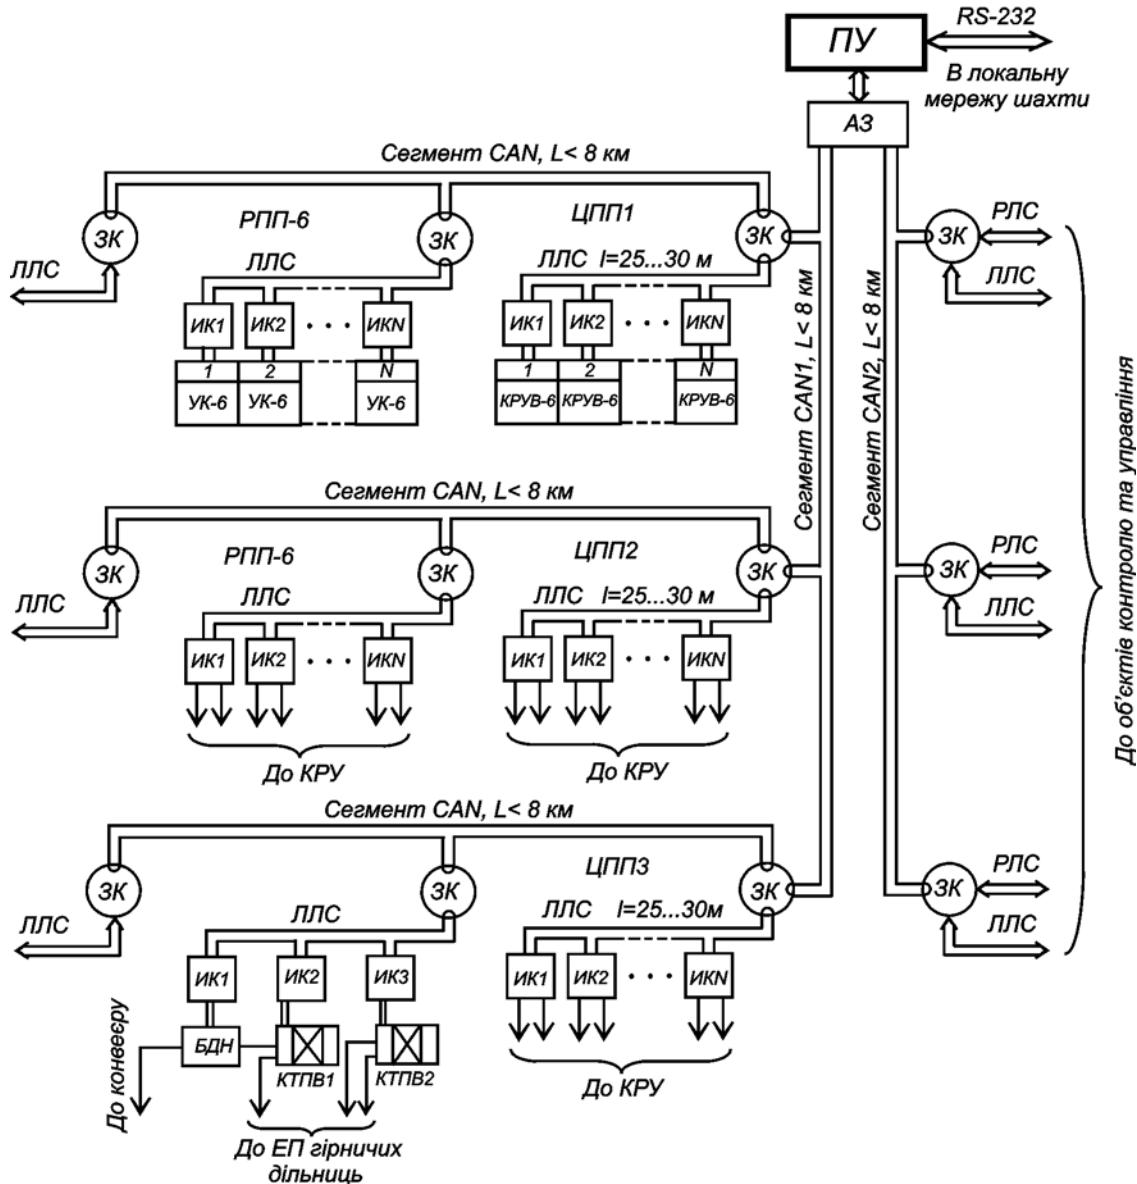 ПУ
RS-232
В локальну
мережу шахти
АЗ
Сегмент CAN, L< 8 км
ЗК
РПП-6
ЗК
ЦПП1
ЗК
ЗК
РЛС
ЛЛС
ЛЛС
ЛЛС
ЛЛС l=25...30 м
ИК1
ИК2
ИКN
ИК1
ИК2
ИКN
1
2
N
1
2
N
УК-6
УК-6
УК-6
КРУВ-6
КРУВ-6
КРУВ-6
Сегмент CAN1, L< 8 км
Сегмент CAN2, L< 8 км
До об'єктів контролю та управління
Сегмент CAN, L< 8 км
ЗК
РПП-6
ЗК
ЦПП2
ЗК
ЗК
РЛС
ЛЛС
ЛЛС
ЛЛС
ЛЛС l=25...30 м
ИК1
ИК2
ИКN
ИК1
ИК2
ИКN
До КРУ
До КРУ
Сегмент CAN, L< 8 км
ЗК
ЗК
ЦПП3
ЗК
ЗК
РЛС
ЛЛС
ЛЛС
ЛЛС
ЛЛС l=25...30м
ИК1
ИК2
ИК3
ИК1
ИК2
ИКN
До конвеєру
БДН
КТПВ1
КТПВ2
До КРУ
До ЕП гірничих
дільниць